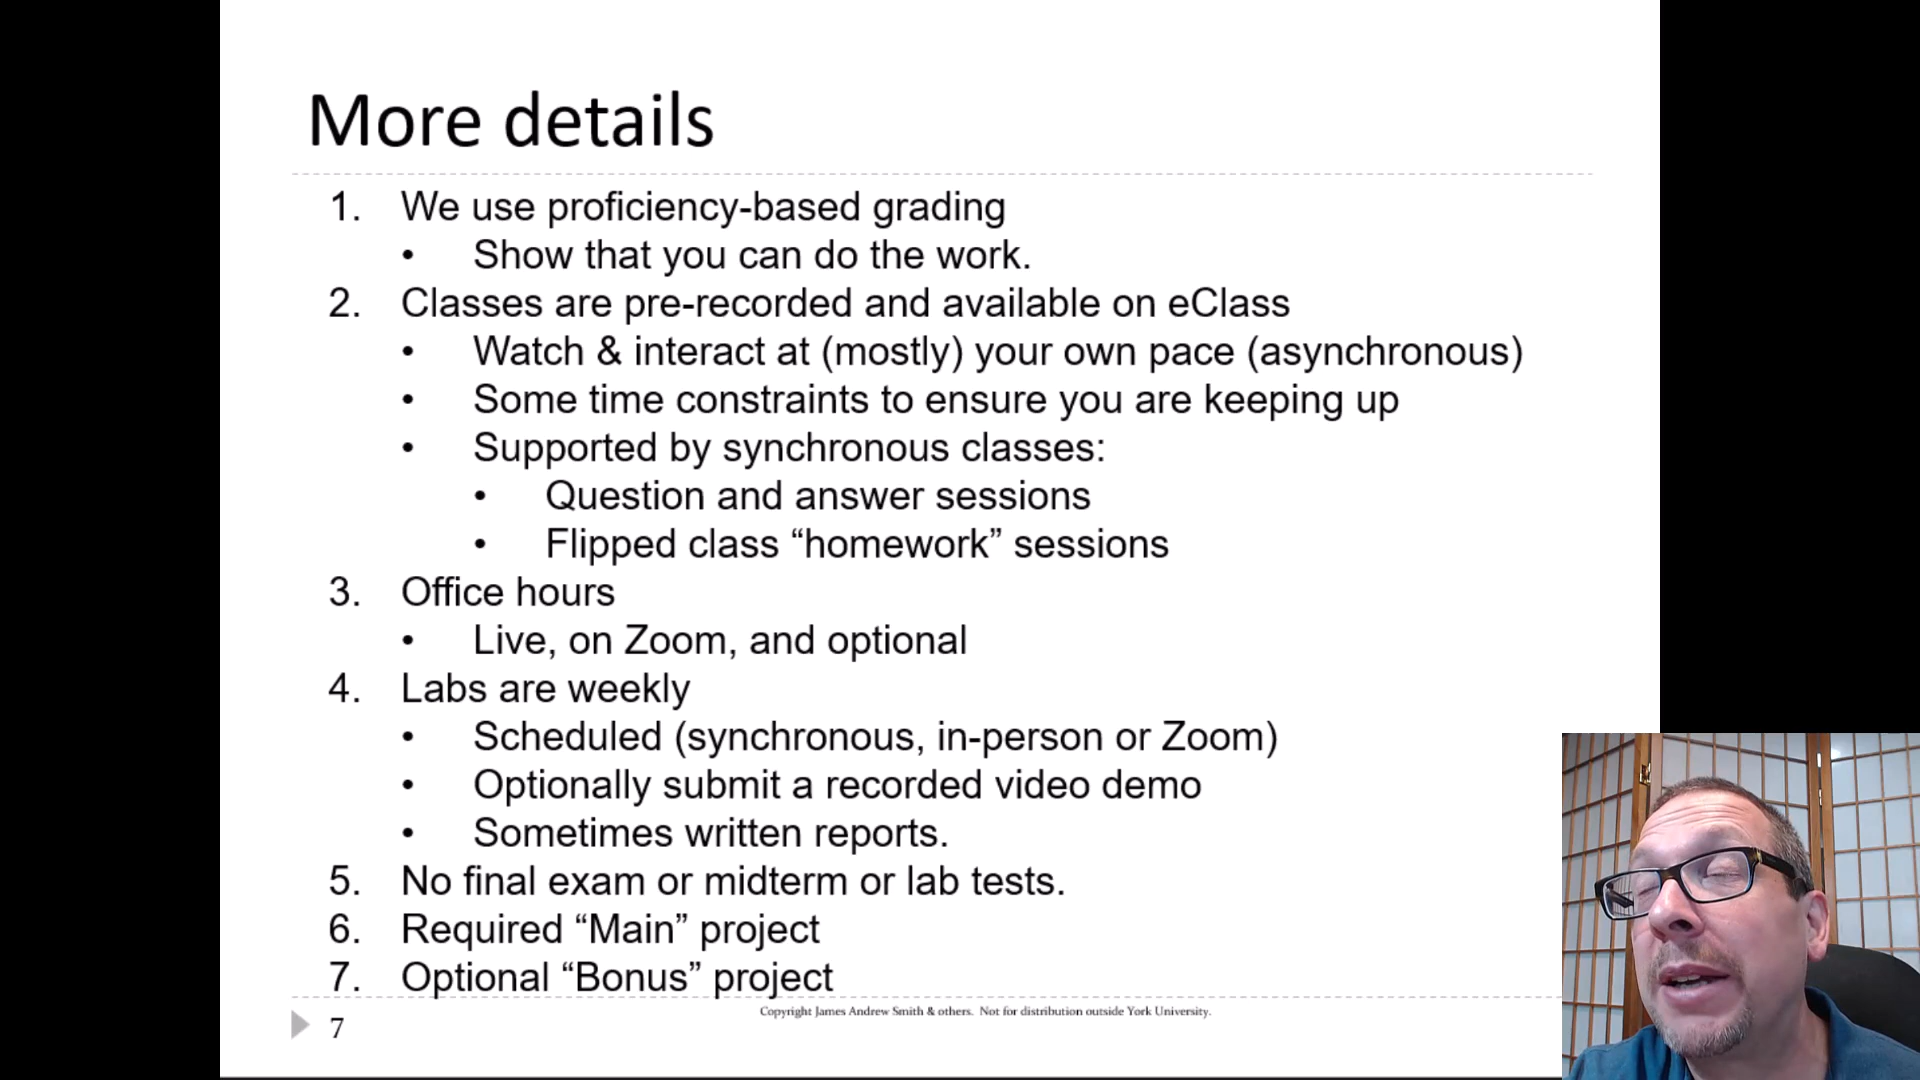 More details
1. We use proficiency-based grading
• Show that you can do the work.
2. Classes are pre-recorded and available on eClass
• Watch & interact at (mostly) your own pace (asynchronous)
• Some time constraints to ensure you are keeping up
• Supported by synchronous classes:
• Question and answer sessions
• Flipped class “homework” sessions
3. Office hours
• Live, on Zoom, and optional
4. Labs are weekly
• Scheduled (synchronous, in-person or Zoom)
• Optionally submit a recorded video demo
• Sometimes written reports.
5. No final exam or midterm or lab tests.
6. Required “Main” project
7. Optional “Bonus” project
Copyright James Andrew Smith & others. Not for distribution outside York University.
7